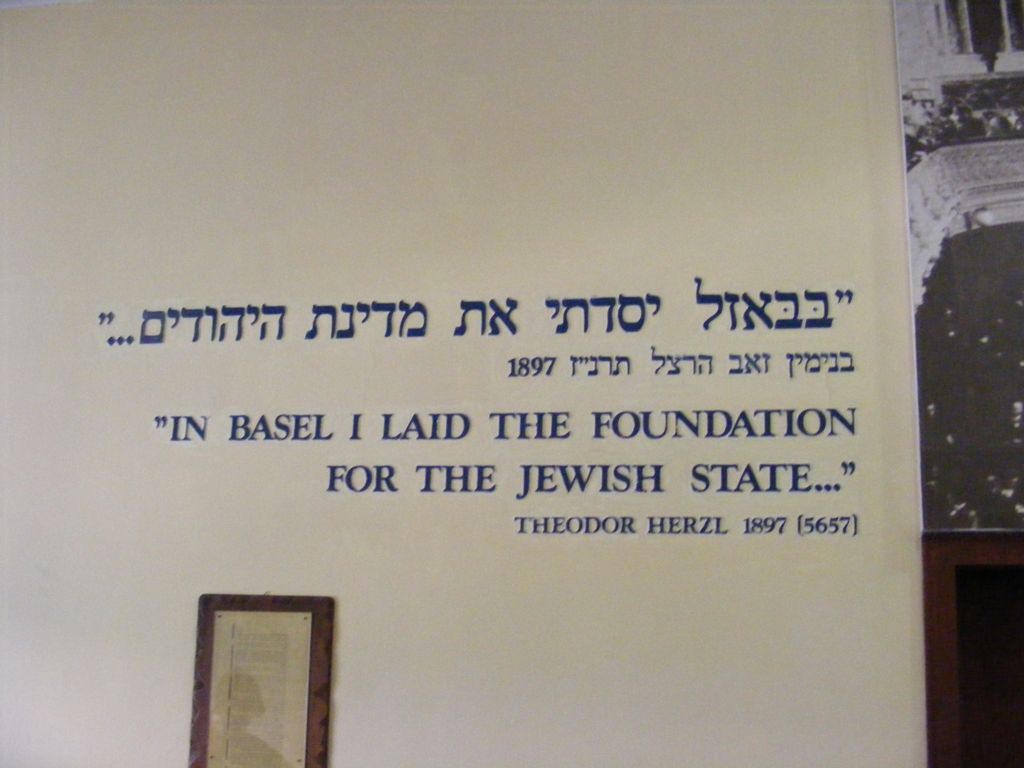 "בבאזל יסדתי את מדינת היהודים..."
בנימין זאב הרצל תרנ"ז 1897
"IN BASEL I LAID THE FOUNDATION
FOR THE JEWISH STATE..."
THEODOR HERZL 1897 (5657)